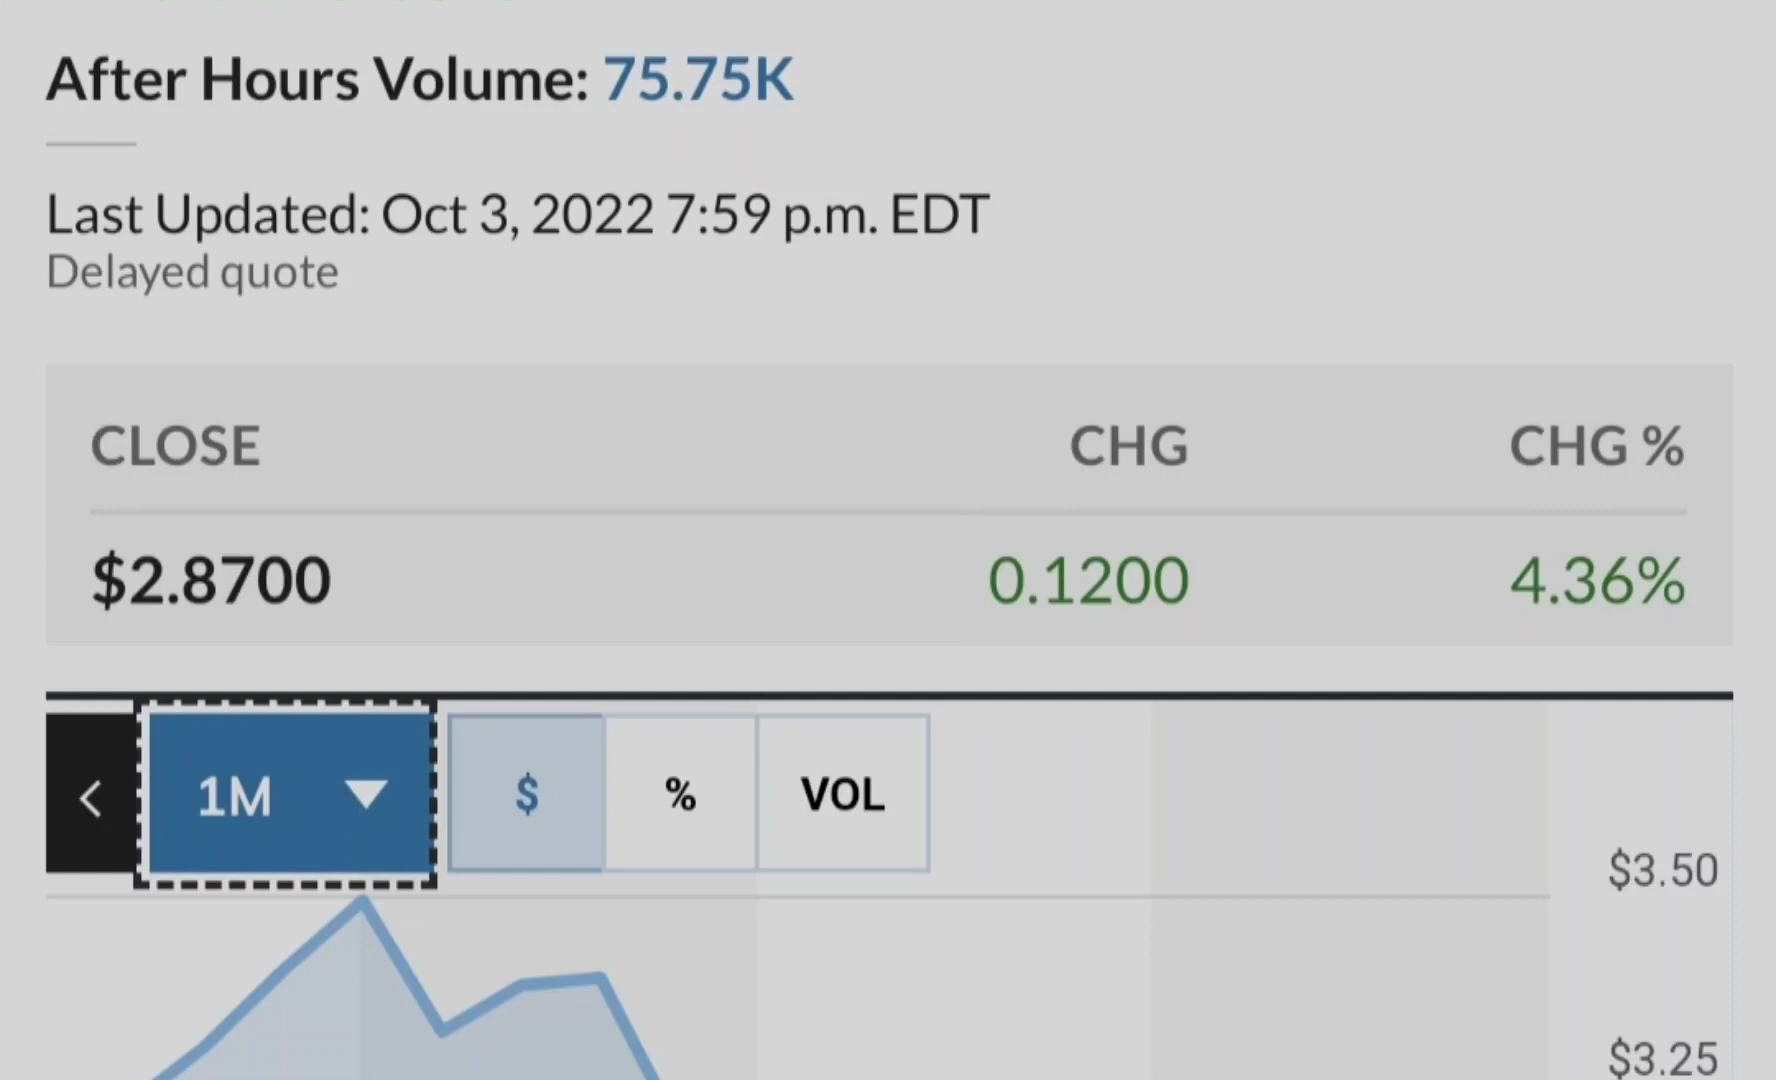 After Hours Volume: 75.75K
Last Updated: Oct 3, 2022 7:59 p.m. EDT
Delayed quote
CLOSE CHG CHG %
$2.8700 0.1200 4.36%
1M $ % VOL
$3.50
$3.25